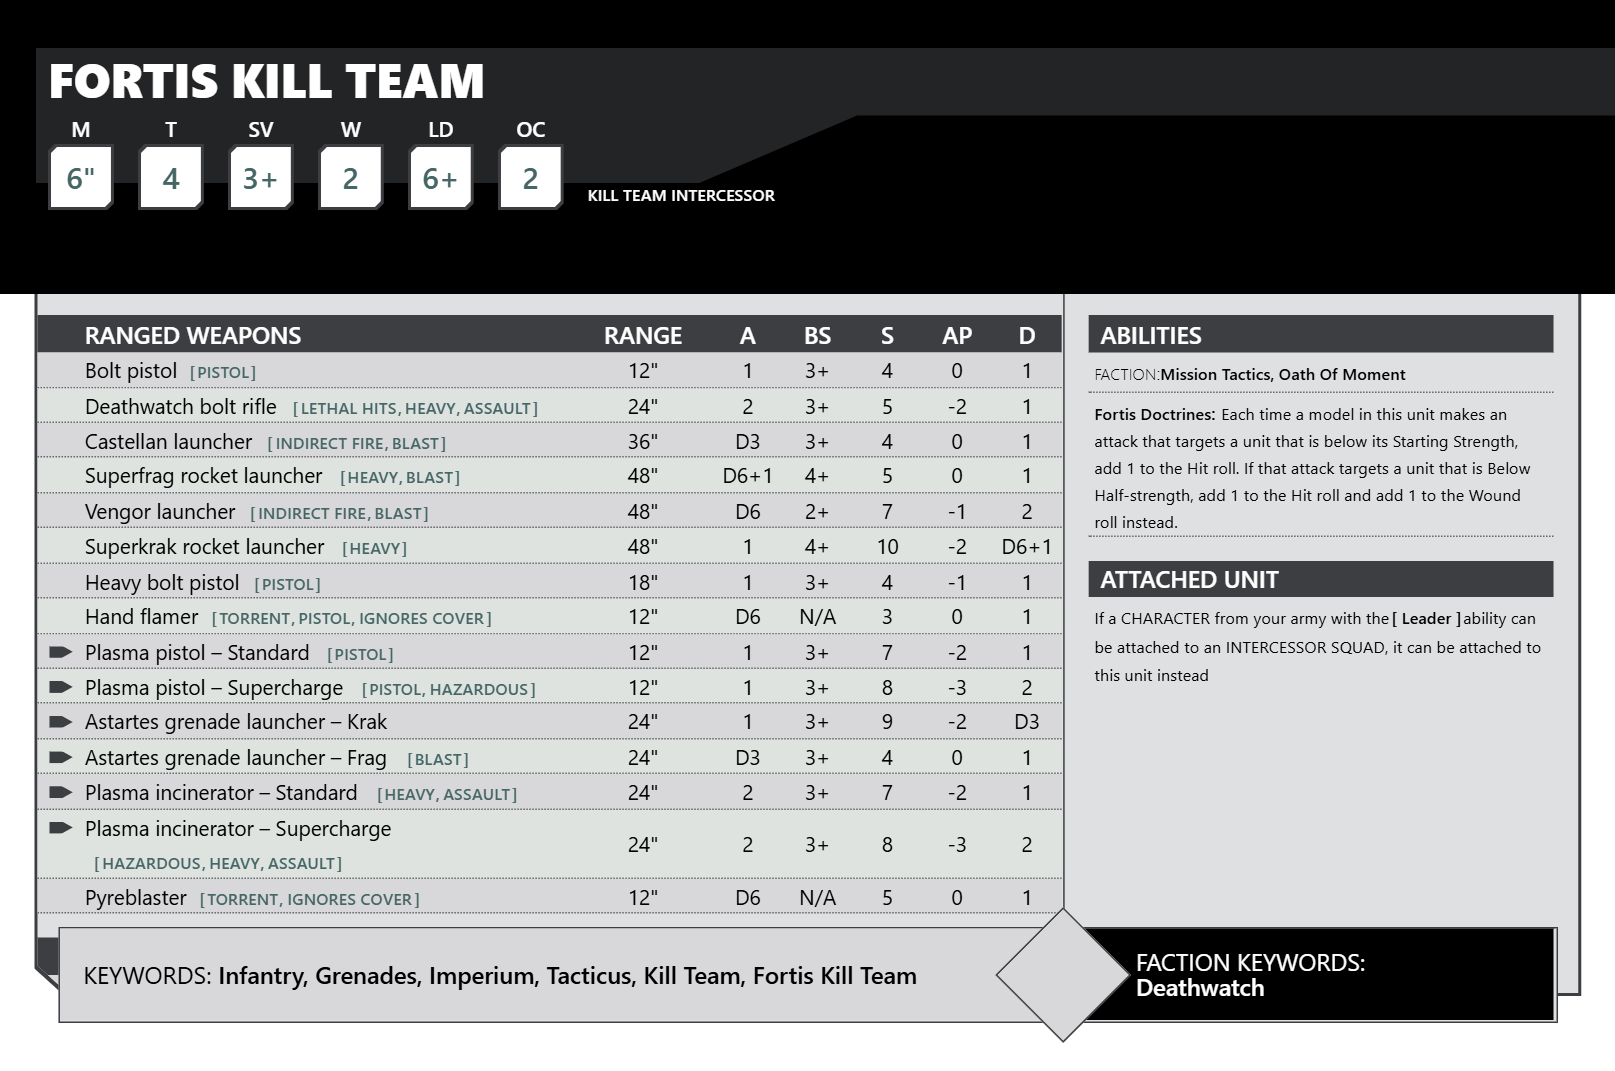 FORTIS KILL TEAM
M T SV W LD OC
6" 4 3+ 2 6+ 2
KILL TEAM INTERCESSOR
RANGED WEAPONS RANGE A BS S AP D
Bolt pistol [PISTOL] 12" 1 3+ 4 0 1
Deathwatch bolt rifle [LETHAL HITS, HEAVY, ASSAULT] 24" 2 3+ 5 -2 1
Castellan launcher [INDIRECT FIRE, BLAST] 36" D3 3+ 4 0 1
Superfrag rocket launcher [HEAVY, BLAST] 48" D6+1 4+ 5 0 1
Vengor launcher [INDIRECT FIRE, BLAST] 48" D6 2+ 7 -1 2
Superkrak rocket launcher [HEAVY] 48" 1 4+ 10 -2 D6+1
Heavy bolt pistol [PISTOL] 18" 1 3+ 4 -1 1
Hand flamer [TORRENT, PISTOL, IGNORES COVER] 12" D6 N/A 3 0 1
Plasma pistol – Standard [PISTOL] 12" 1 3+ 7 -2 1
Plasma pistol – Supercharge [PISTOL, HAZARDOUS] 12" 1 3+ 8 -3 2
Astartes grenade launcher – Krak 24" 1 3+ 9 -2 D3
Astartes grenade launcher – Frag [BLAST] 24" D3 3+ 4 0 1
Plasma incinerator – Standard [HEAVY, ASSAULT] 24" 2 3+ 7 -2 1
Plasma incinerator – Supercharge
[HAZARDOUS, HEAVY, ASSAULT] 24" 2 3+ 8 -3 2
Pyreblaster [TORRENT, IGNORES COVER] 12" D6 N/A 5 0 1
ABILITIES
FACTION:Mission Tactics, Oath Of Moment
Fortis Doctrines: Each time a model in this unit makes an
attack that targets a unit that is below its Starting Strength,
add 1 to the Hit roll. If that attack targets a unit that is Below
Half-strength, add 1 to the Hit roll and add 1 to the Wound
roll instead.
ATTACHED UNIT
If a CHARACTER from your army with the[ Leader ]ability can
be attached to an INTERCESSOR SQUAD, it can be attached to
this unit instead
KEYWORDS: Infantry, Grenades, Imperium, Tacticus, Kill Team, Fortis Kill Team
FACTION KEYWORDS:
Deathwatch